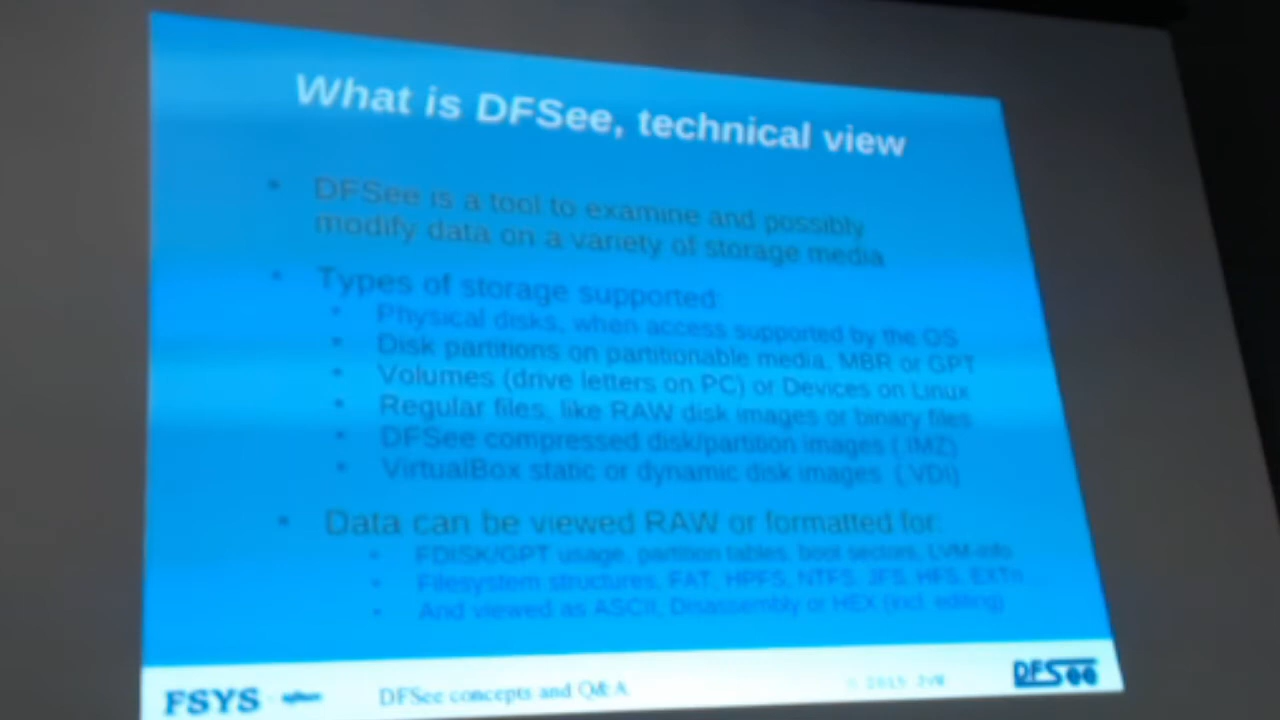 What is DFSee, technical view
• DFSee is a tool to examine and possibly
modify data on a variety of storage media
• Types of storage supported:
• Physical disks, when access supported by the OS
• Disk partitions on partitionable media, MBR or GPT
• Volumes (drive letters on PC) or Devices on Linux
• Regular files, like RAW disk images or binary files
• DFSee compressed disk/partition images (.IMZ)
• VirtualBox static or dynamic disk images (.VDI)
• Data can be viewed RAW or formatted for:
• FDISK/GPT usage, partition tables, boot sectors, LVM-info
• Filesystem structures, FAT, HPFS, NTFS, JFS, HFS, EXTn
• And viewed as ASCII, Disassembly or HEX (incl. editing)
FSYS
DFSee concepts and Q&A
© 2015 JvW
DFSee